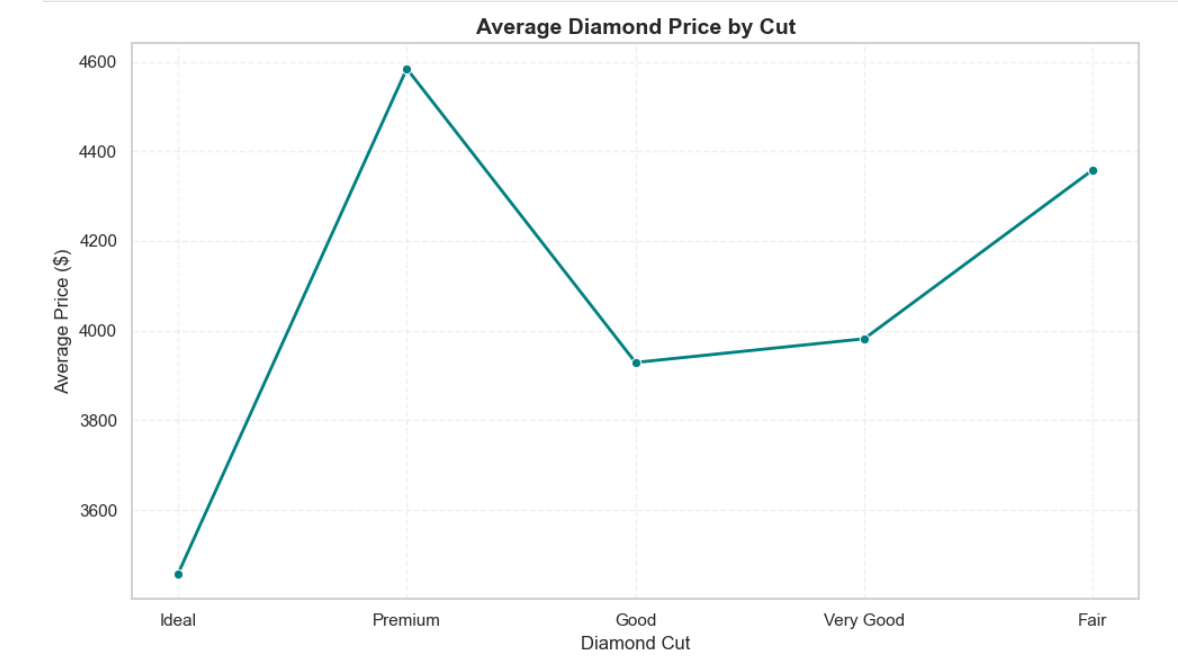 Average Diamond Price by Cut
Average Price ($)
4600
4400
4200
4000
3800
3600
Ideal Premium Good Very Good Fair
Diamond Cut